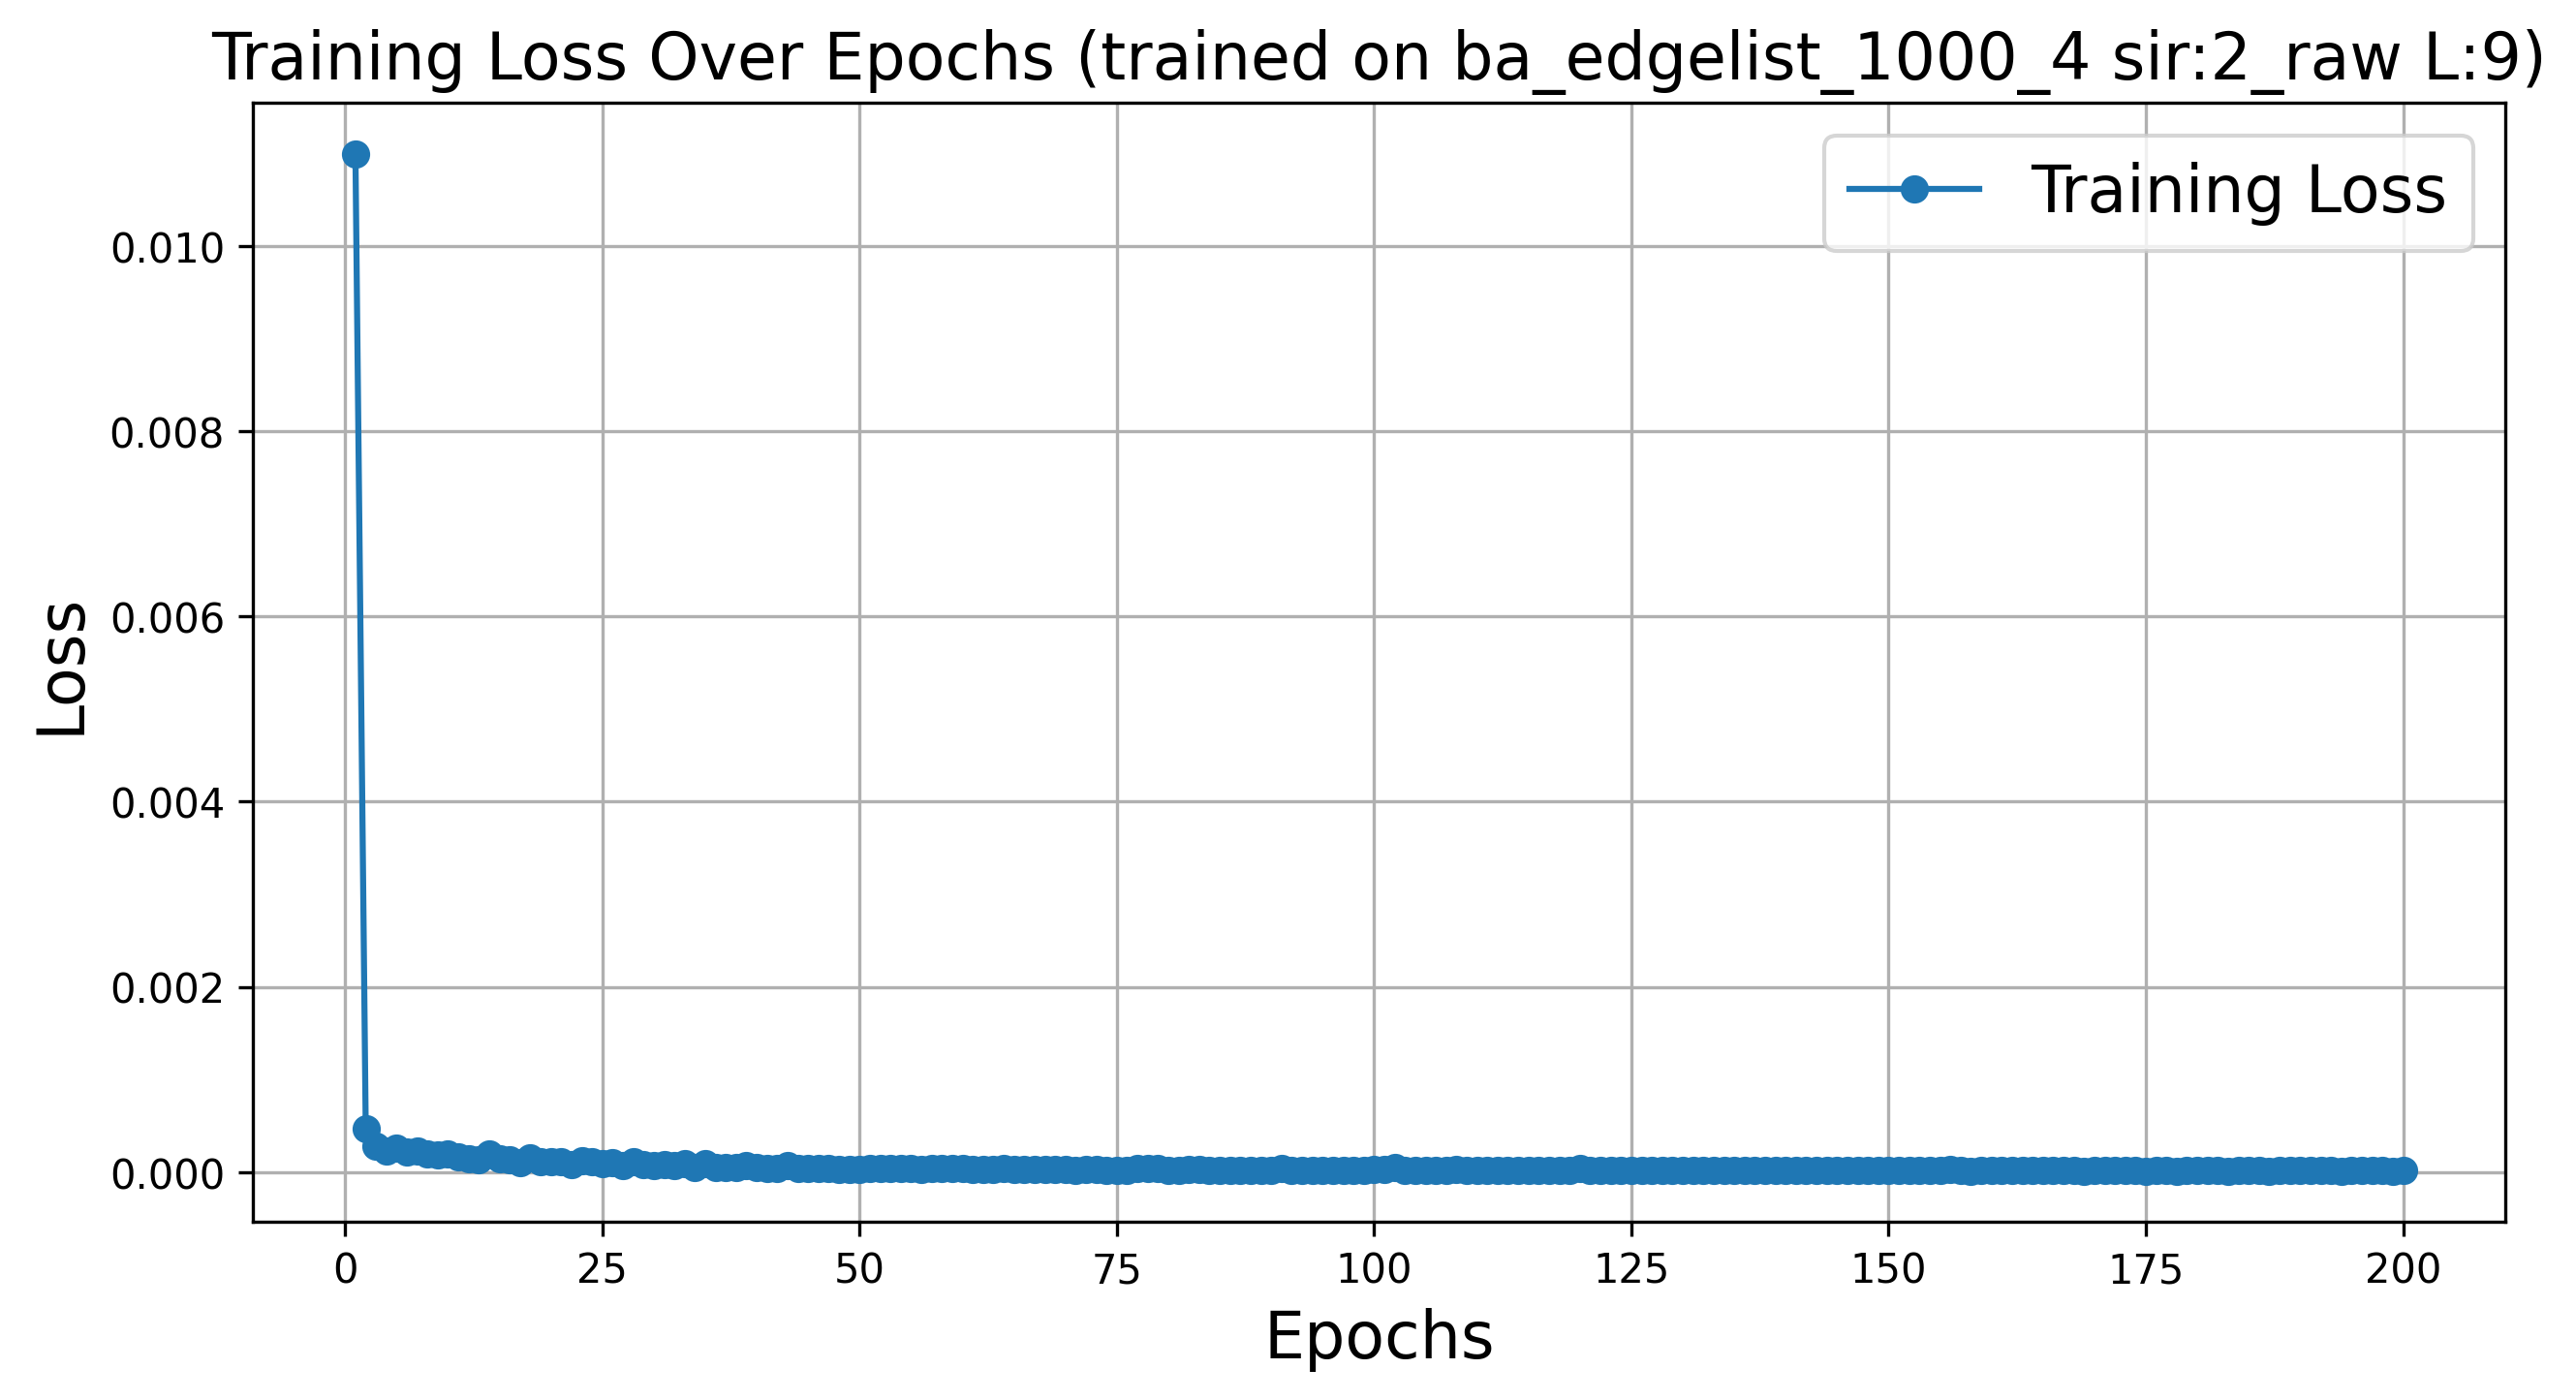 Training Loss Over Epochs (trained on ba_edgelist_1000_4 sir:2_raw L:9)
Training Loss
0.010
0.008
0.006
0.004
0.002
0.000
Loss
0 25 50 75 100 125 150 175 200
Epochs